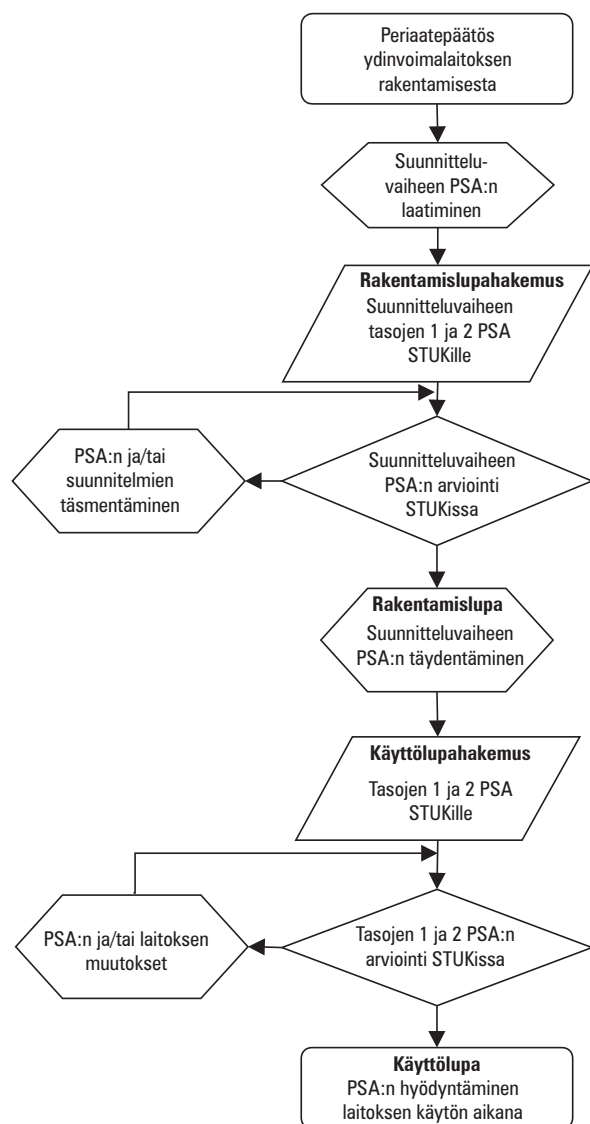 Periaatepäätös
ydinvoimalaitoksen
rakentamisesta
Suunnittelu-
vaiheen PSA:n
laatiminen
Rakentamislupahakemus
Suunnitteluvaiheen
tasojen 1 ja 2 PSA
STUKille
PSA:n ja/tai
suunnitelmien
täsmentäminen
Suunnitteluvaiheen
PSA:n arviointi
STUKissa
Rakentamislupa
Suunnitteluvaiheen
PSA:n täydentäminen
Käyttölupahakemus
Tasojen 1 ja 2 PSA
STUKille
PSA:n ja/tai laitoksen
muutokset
Tasojen 1 ja 2 PSA:n
arviointi STUKissa
Käyttölupa
PSA:n hyödyntäminen
laitoksen käytön aikana